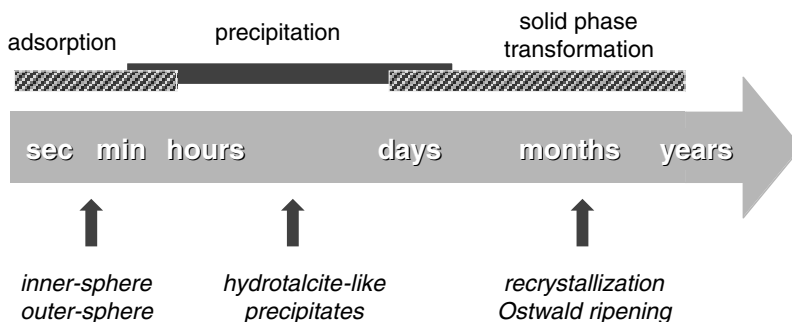 adsorption
precipitation
solid phase
transformation
sec min hours days months years
inner-sphere
outer-sphere
hydrotalcite-like
precipitates
recrystallization
Ostwald ripening